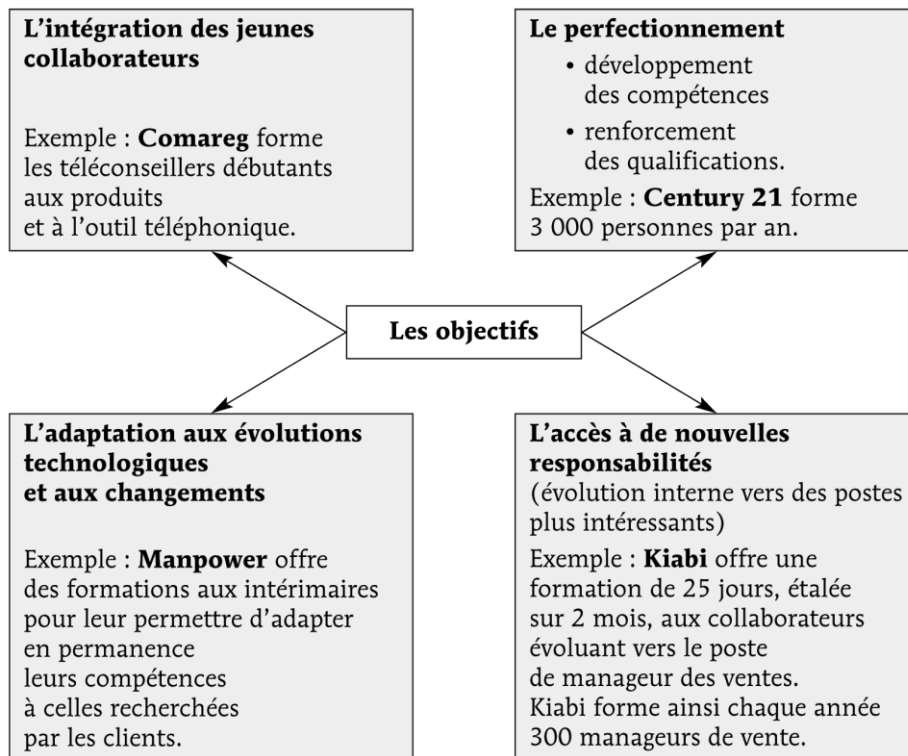 L'intégration des jeunes
collaborateurs
Exemple : Comareg forme
les téléconseillers débutants
aux produits
et à l'outil téléphonique.
Le perfectionnement
• développement
des compétences
• renforcement
des qualifications.
Exemple : Century 21 forme
3 000 personnes par an.
Les objectifs
L'adaptation aux évolutions
technologiques
et aux changements
Exemple : Manpower offre
des formations aux intérimaires
pour leur permettre d'adapter
en permanence
leurs compétences
à celles recherchées
par les clients.
L'accès à de nouvelles
responsabilités
(évolution interne vers des postes
plus intéressants)
Exemple : Kiabi offre une
formation de 25 jours, étalée
sur 2 mois, aux collaborateurs
évoluant vers le poste
de manageur des ventes.
Kiabi forme ainsi chaque année
300 manageurs de vente.